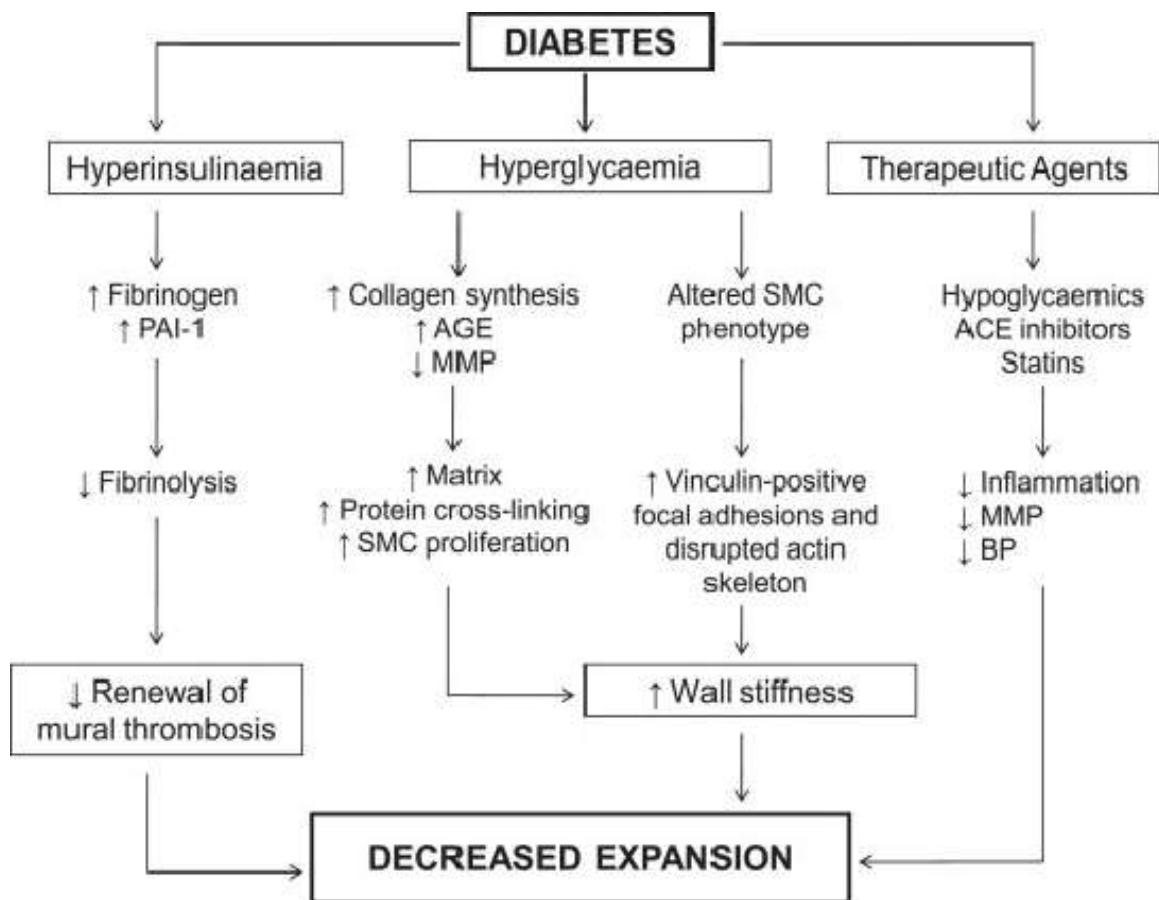 DIABETES
Hyperinsulinaemia
Hyperglycaemia
Therapeutic Agents
↑ Fibrinogen
↑ PAI-1
↑ Collagen synthesis
↑ AGE
↓ MMP
Altered SMC
phenotype
Hypoglycaemics
ACE inhibitors
Statins
↓ Fibrinolysis
↑ Matrix
↑ Protein cross-linking
↑ SMC proliferation
↑ Vinculin-positive
focal adhesions and
disrupted actin
skeleton
↓ Inflammation
↓ MMP
↓ BP
↓ Renewal of
mural thrombosis
↑ Wall stiffness
DECREASED EXPANSION